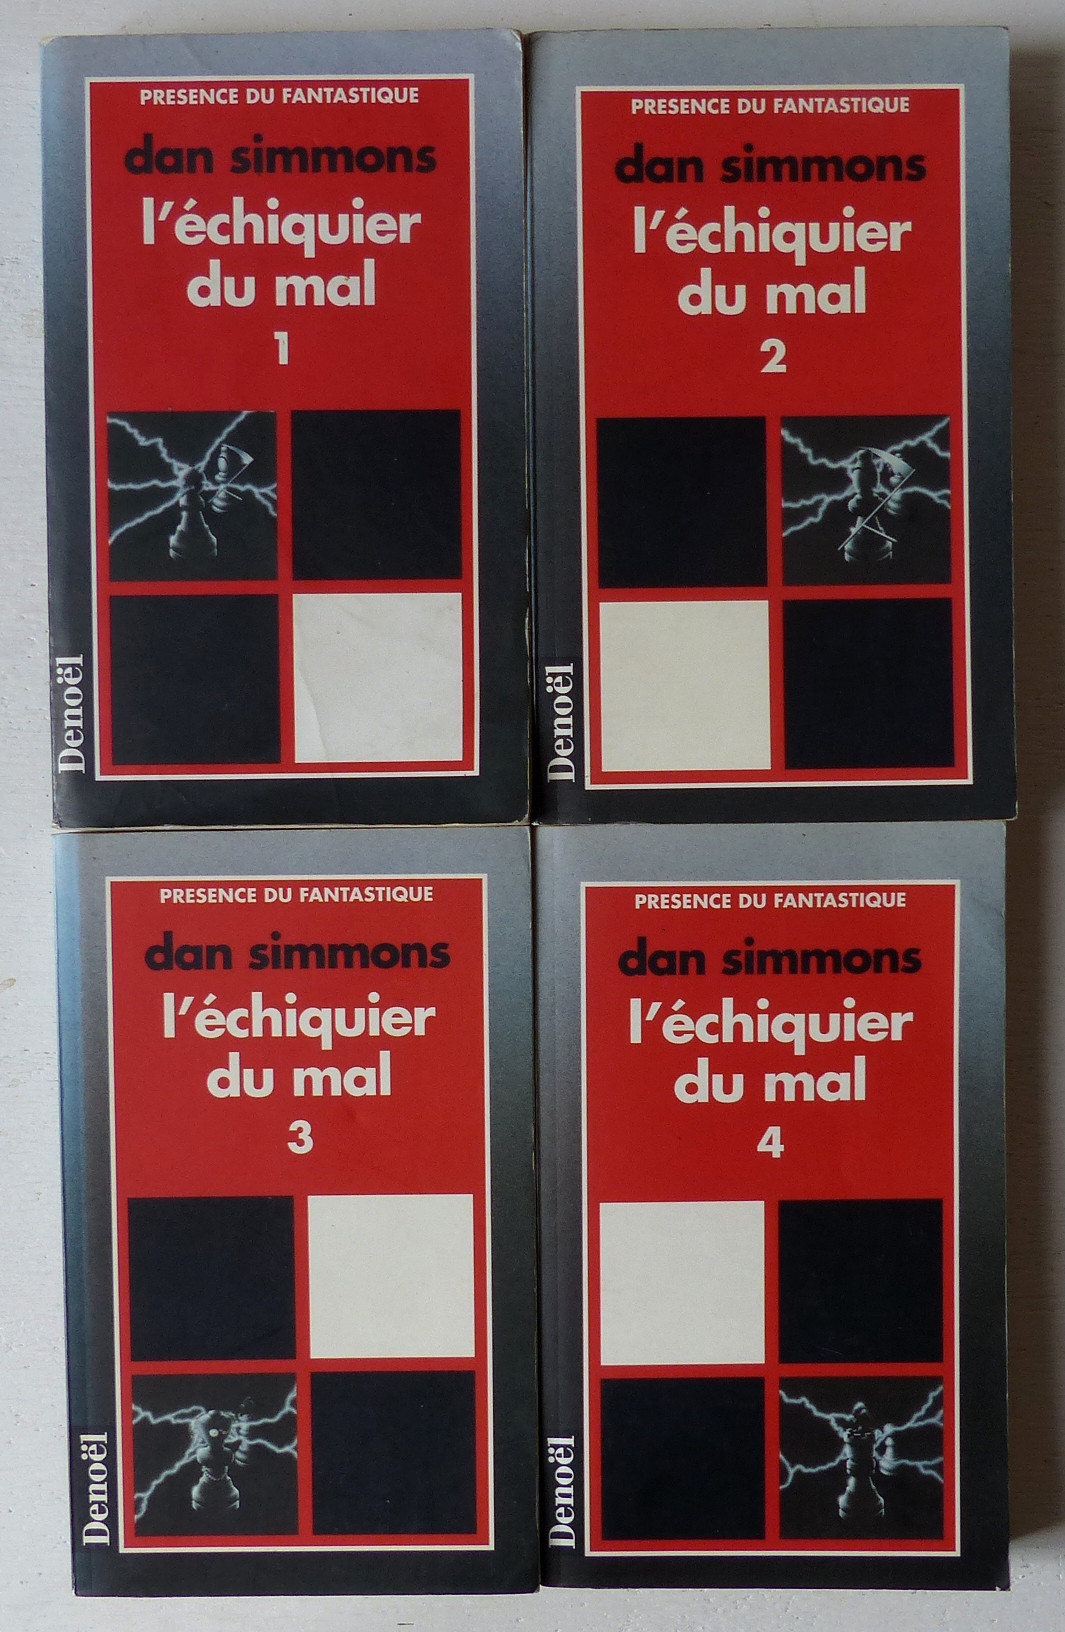 PRESENCE DU FANTASTIQUE
dan simmons
l'échiquier
du mal
1
Denoël
PRESENCE DU FANTASTIQUE
dan simmons
l'échiquier
du mal
2
Denoël
PRESENCE DU FANTASTIQUE
dan simmons
l'échiquier
du mal
3
Denoël
PRESENCE DU FANTASTIQUE
dan simmons
l'échiquier
du mal
4
Denoël